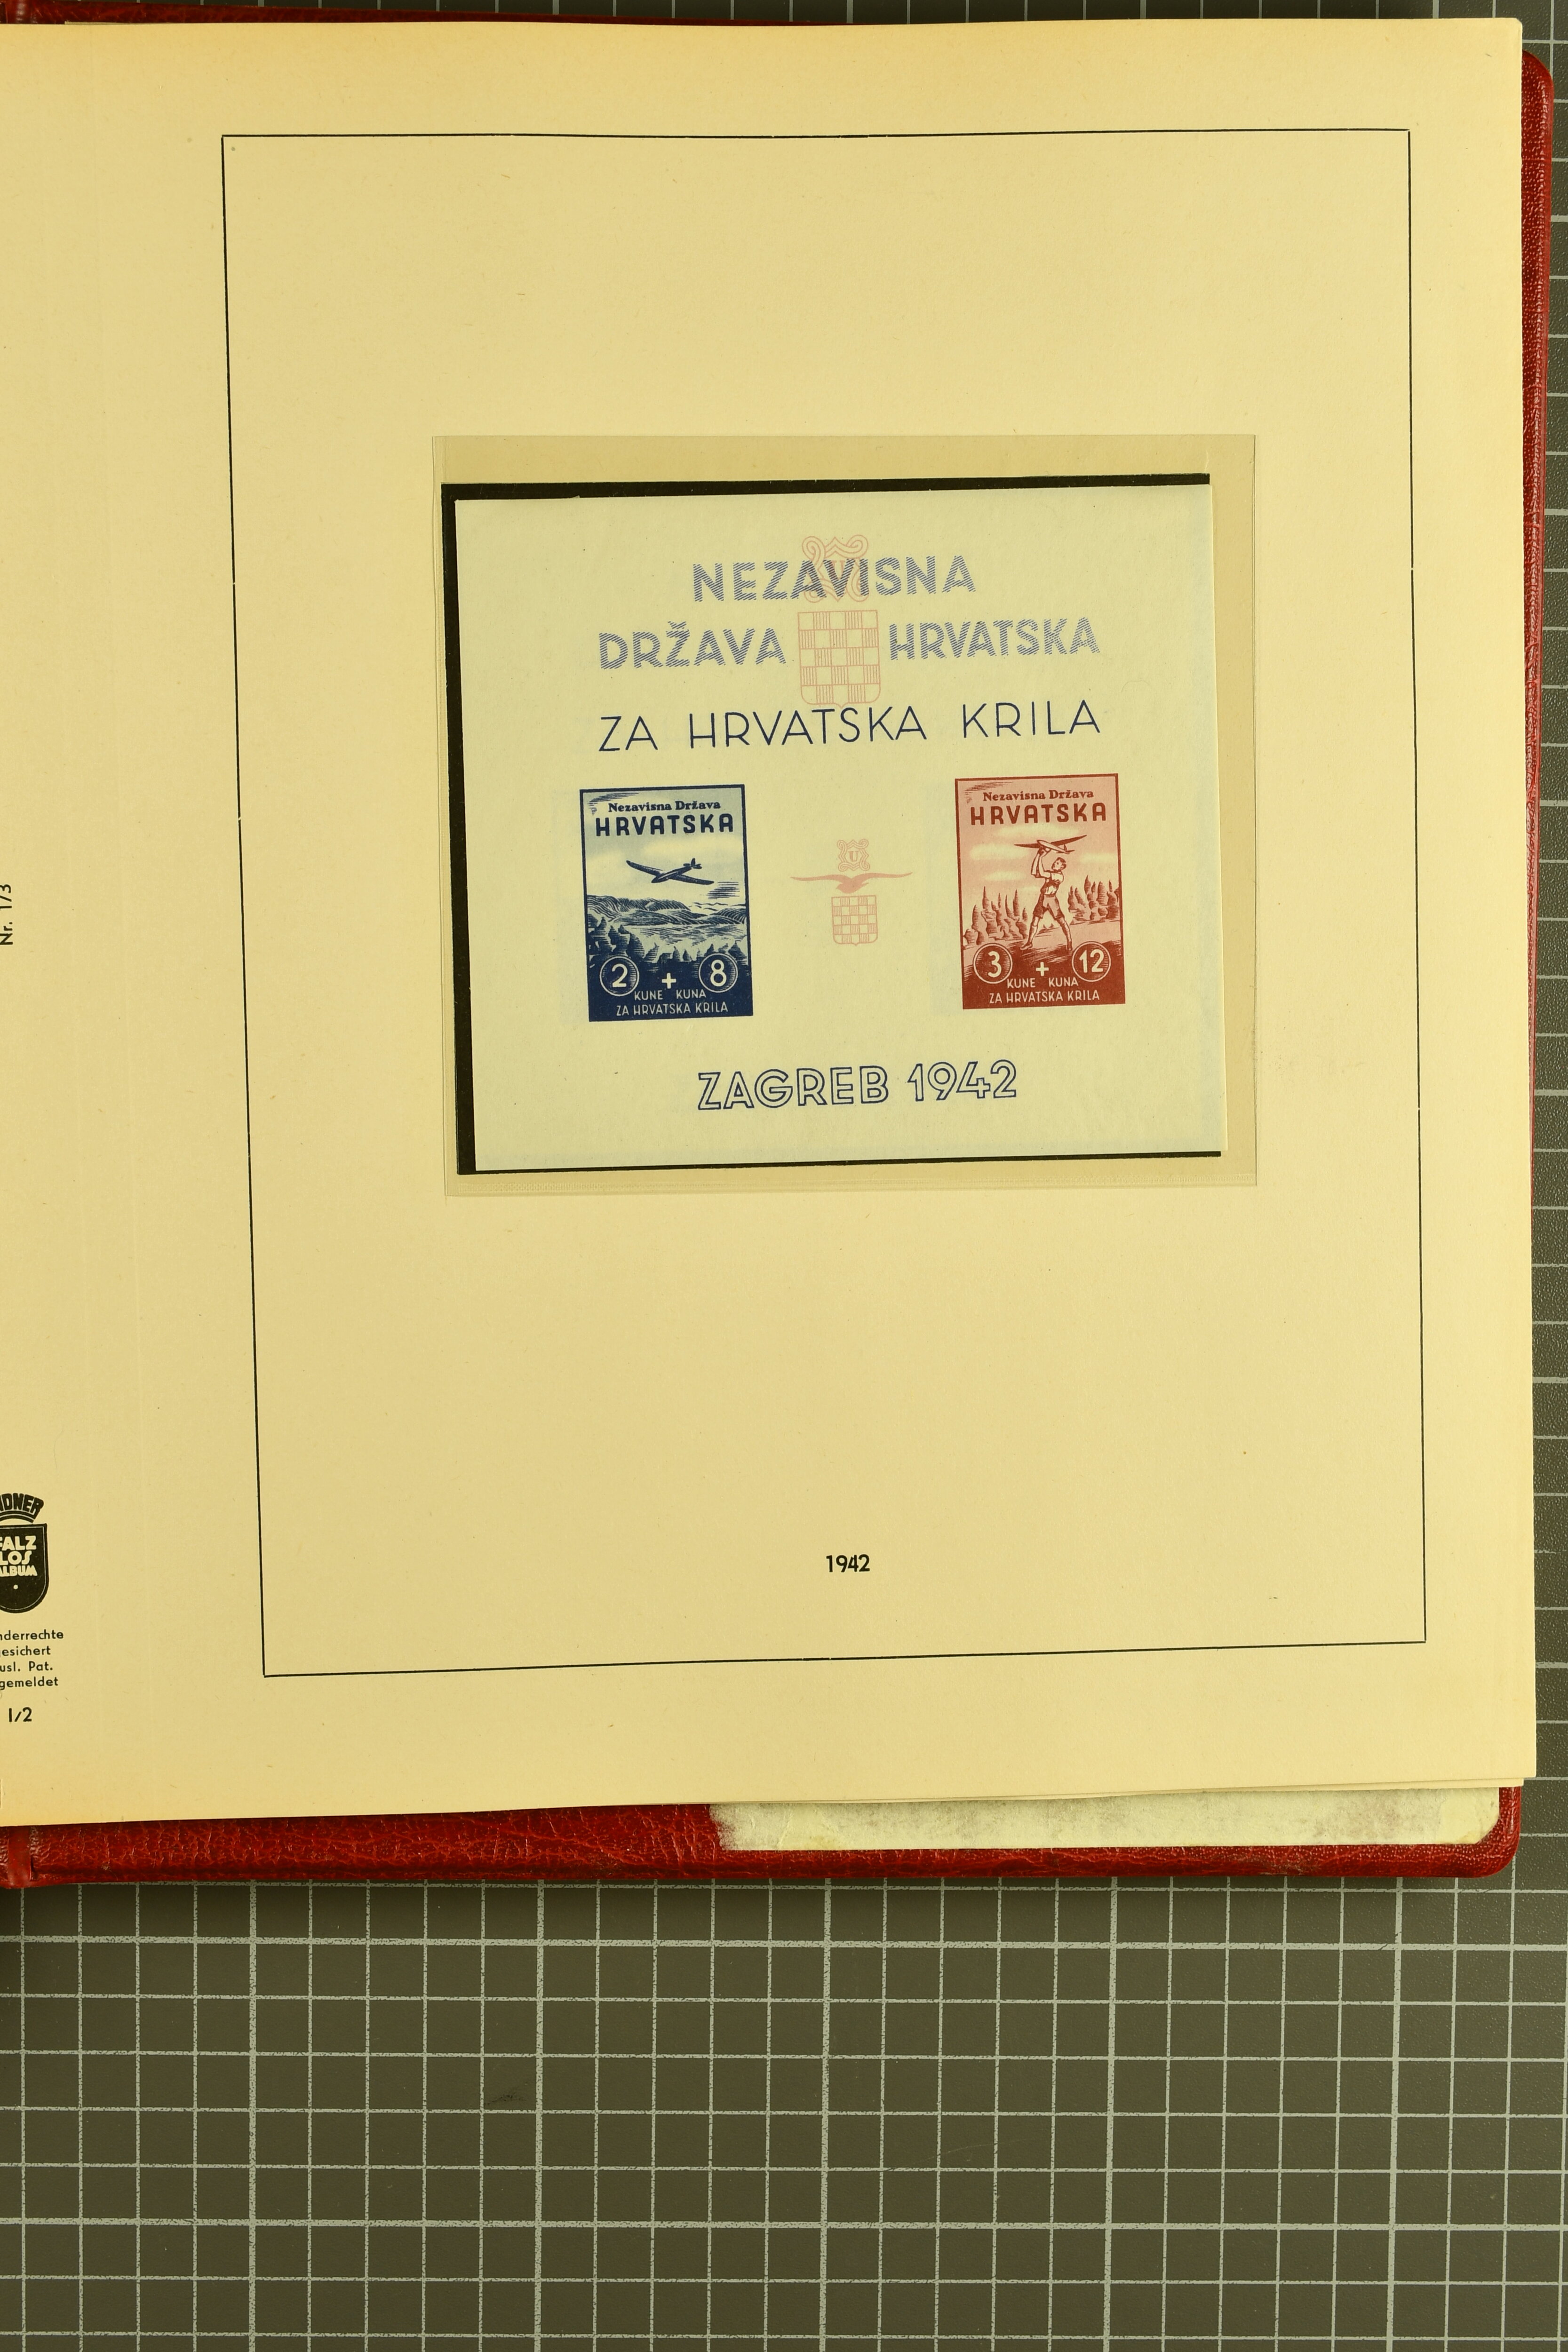 NEZAVISNA
DRŽAVA HRVATSKA
ZA HRVATSKA KRILA
Nezavisna Država
HRVATSKA
2 + 8
KUNE KUNA
ZA HRVATSKA KRILA
U
Nezavisna Država
HRVATSKA
3 + 12
KUNE KUNA
ZA HRVATSKA KRILA
ZAGREB 1942
1942
Nr. 173
NDNER
FALZ
LOS
ALBUM
nderrechte
esichert
usl. Pat.
gemeldet
1/2